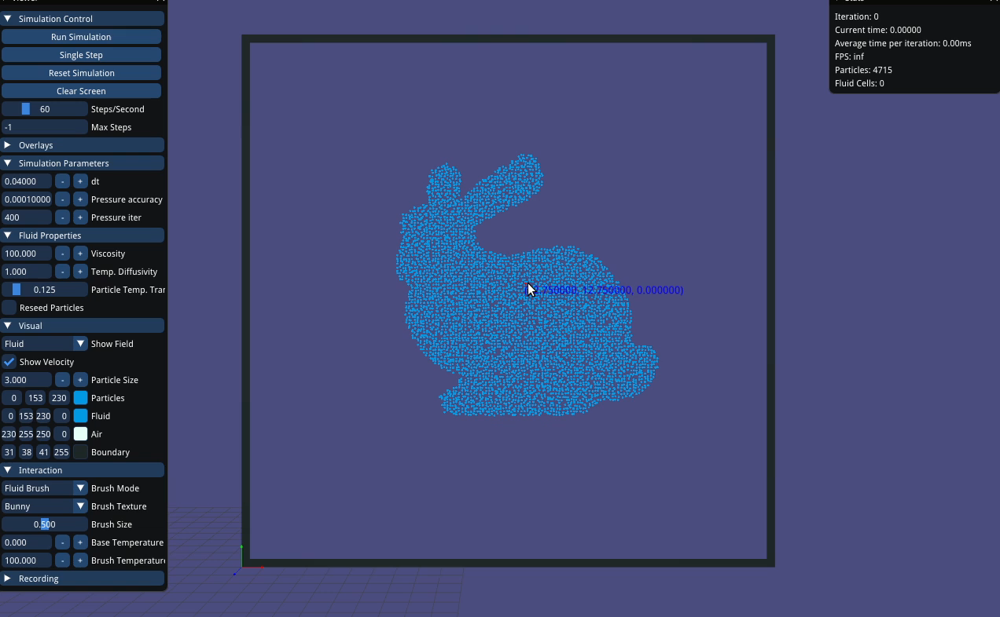 Simulation Control
Run Simulation
Single Step
Reset Simulation
Clear Screen
60 Steps/Second
-1 Max Steps
Overlays
Simulation Parameters
0.04000 - + dt
0.00010000 - + Pressure accuracy
400 - + Pressure iter
Fluid Properties
100.000 - + Viscosity
1.000 - + Temp. Diffusivity
0.125 Particle Temp. Tran
Reseed Particles
Visual
Fluid Show Field
Show Velocity
3.000 - + Particle Size
0 153 230 Particles
0 153 230 0 Fluid
230 255 250 0 Air
31 38 41 255 Boundary
Interaction
Fluid Brush Brush Mode
Bunny Brush Texture
0.500 Brush Size
0.000 - + Base Temperature
100.000 - + Brush Temperature
Recording
.750000, 12.750000, 0.000000)
Iteration: 0
Current time: 0.00000
Average time per iteration: 0.00ms
FPS: inf
Particles: 4715
Fluid Cells: 0